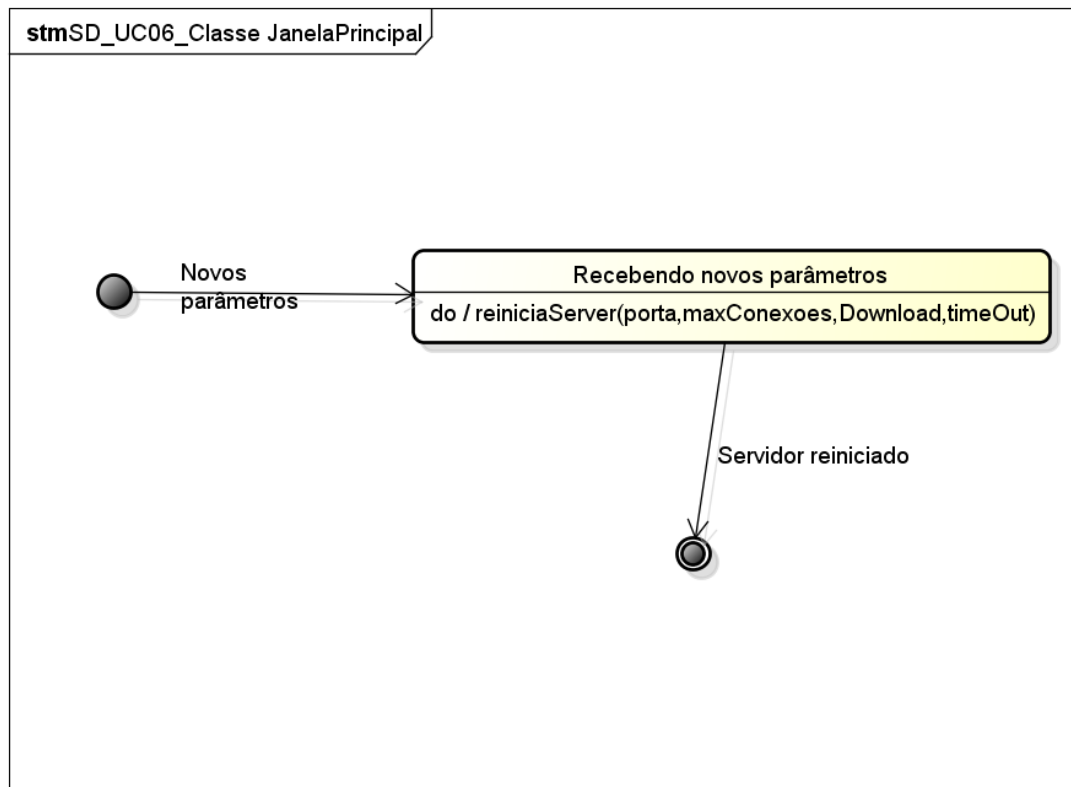 stmSD_UC06_Classe JanelaPrincipal
Novos
parâmetros
Recebendo novos parâmetros
do / reiniciaServer(porta,maxConexoes,Download,timeOut)
Servidor reiniciado